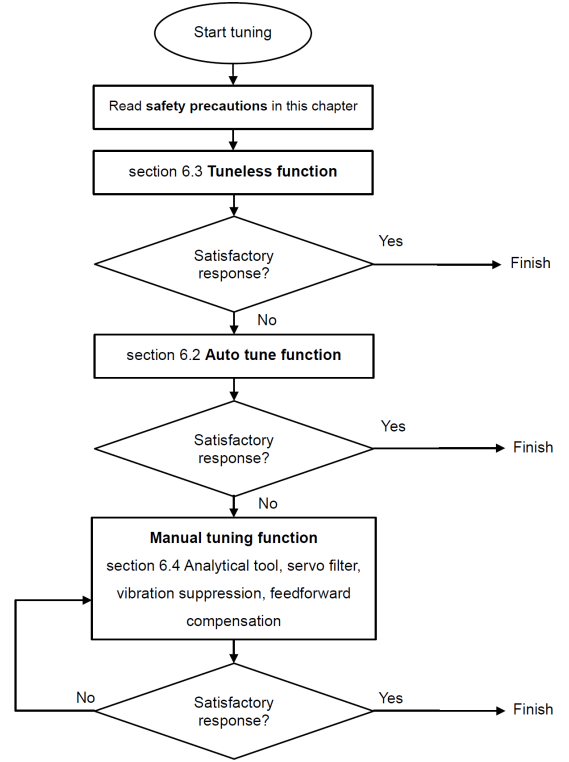 Start tuning
Read safety precautions in this chapter
section 6.3 Tuneless function
Satisfactory
response?
Yes
Finish
No
section 6.2 Auto tune function
Satisfactory
response?
Yes
Finish
No
Manual tuning function
section 6.4 Analytical tool, servo filter,
vibration suppression, feedforward
compensation
No
Satisfactory
response?
Yes
Finish